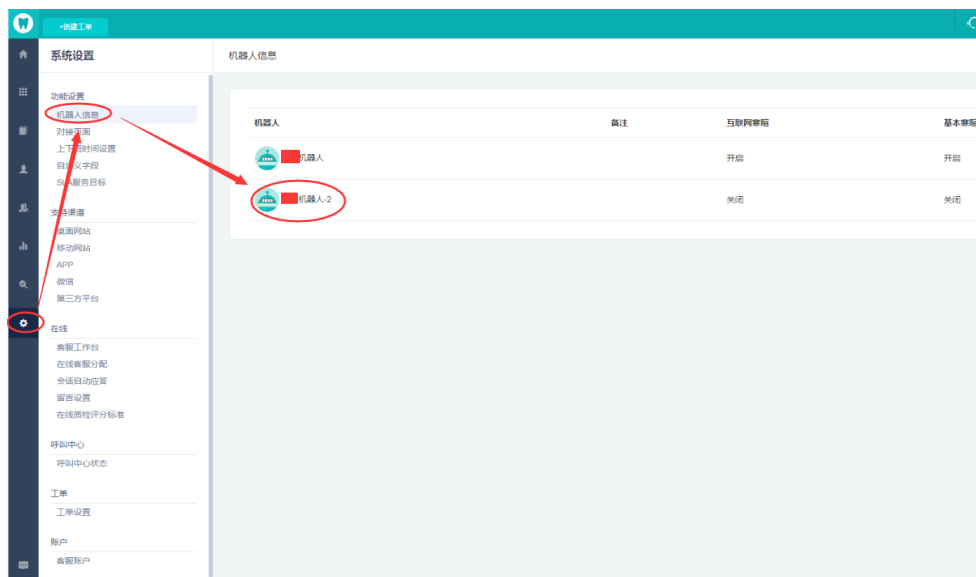 +创建工单
系统设置
机器人信息
功能设置
机器人信息
对接页面
上下班时间设置
自定义字段
SLA服务目标
支持渠道
桌面网站
移动网站
APP
微信
第三方平台
在线
客服工作台
在线客服分配
会话自动应答
留言设置
在线质检评分标准
呼叫中心
呼叫中心状态
工单
工单设置
账户
客服账户
机器人 备注 互联网寒暄 基本寒暄
机器人 开启 开启
机器人-2 关闭 关闭